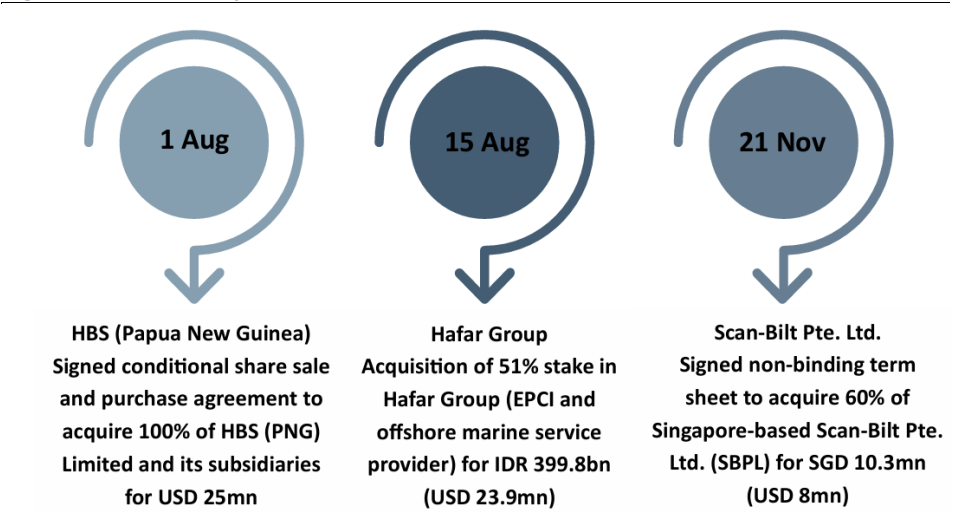 1 Aug
HBS (Papua New Guinea)
Signed conditional share sale
and purchase agreement to
acquire 100% of HBS (PNG)
Limited and its subsidiaries
for USD 25mn
15 Aug
Hafar Group
Acquisition of 51% stake in
Hafar Group (EPCI and
offshore marine service
provider) for IDR 399.8bn
(USD 23.9mn)
21 Nov
Scan-Bilt Pte. Ltd.
Signed non-binding term
sheet to acquire 60% of
Singapore-based Scan-Bilt Pte.
Ltd. (SBPL) for SGD 10.3mn
(USD 8mn)